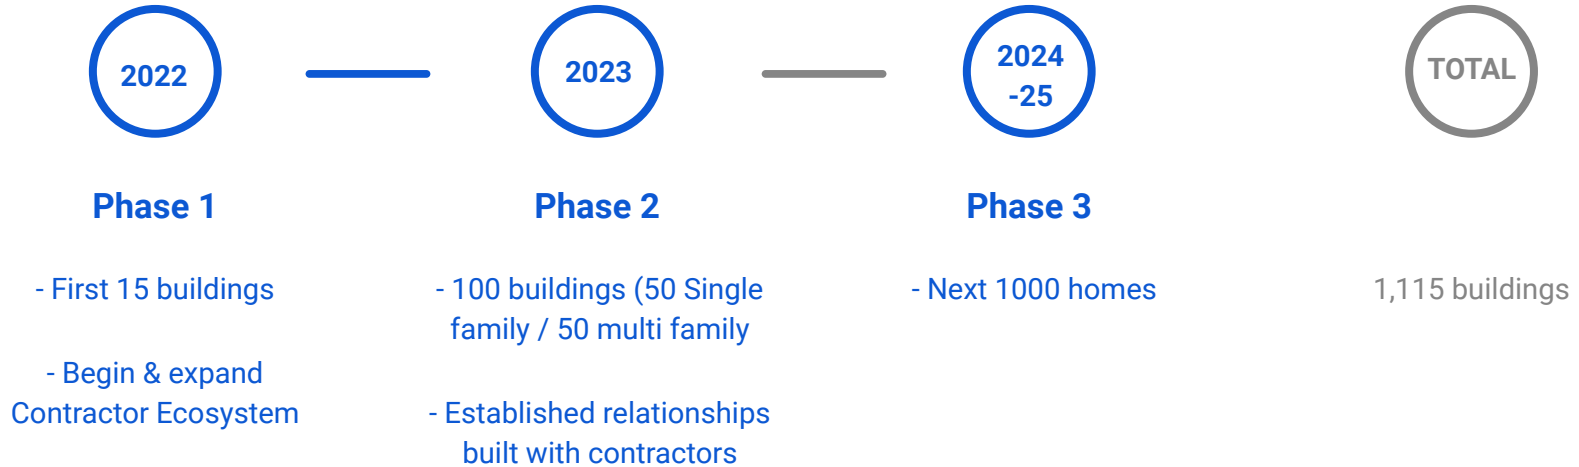 2022
2023
2024
-25
TOTAL
Phase 1
Phase 2
Phase 3
- First 15 buildings
- Begin & expand
Contractor Ecosystem
- 100 buildings (50 Single
family / 50 multi family
- Established relationships
built with contractors
- Next 1000 homes
1,115 buildings